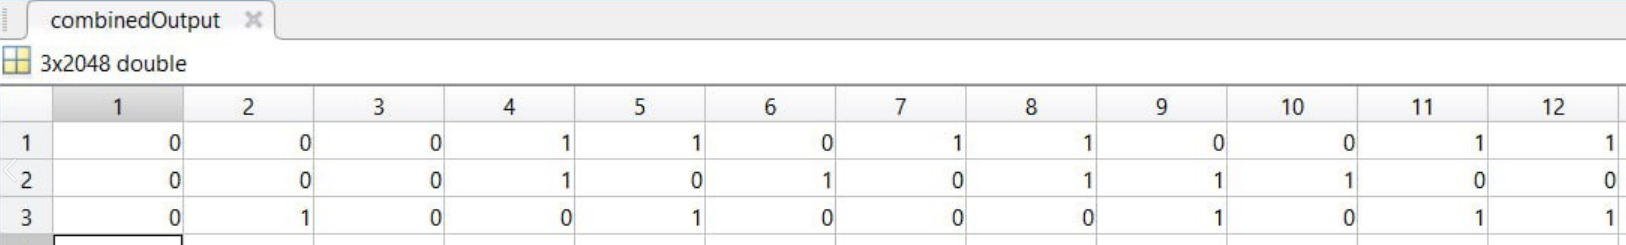 combinedOutput
3x2048 double
1 2 3 4 5 6 7 8 9 10 11 12
1 0 0 0 1 1 0 1 1 0 0 1 1
2 0 0 0 1 0 1 0 1 1 1 0 0
3 0 1 0 0 1 0 0 0 1 0 1 1